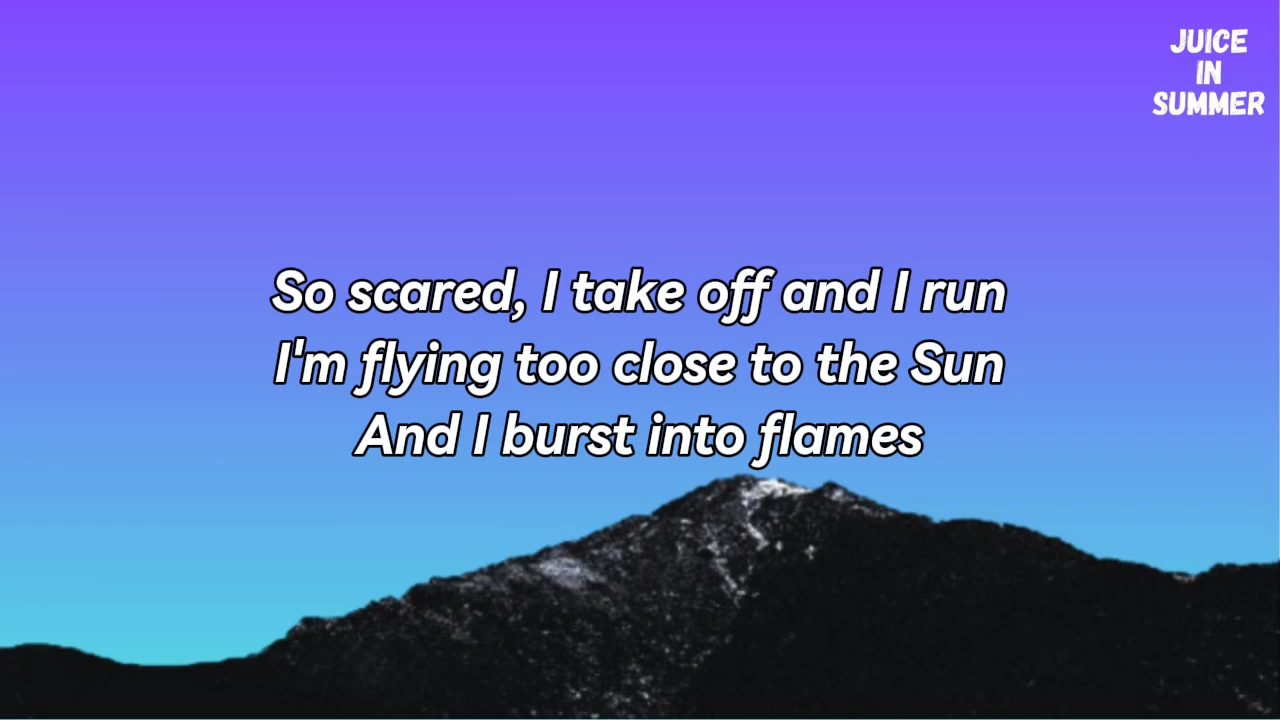 JUICE
IN
SUMMER
So scared, I take off and I run
I'm flying too close to the Sun
And I burst into flames